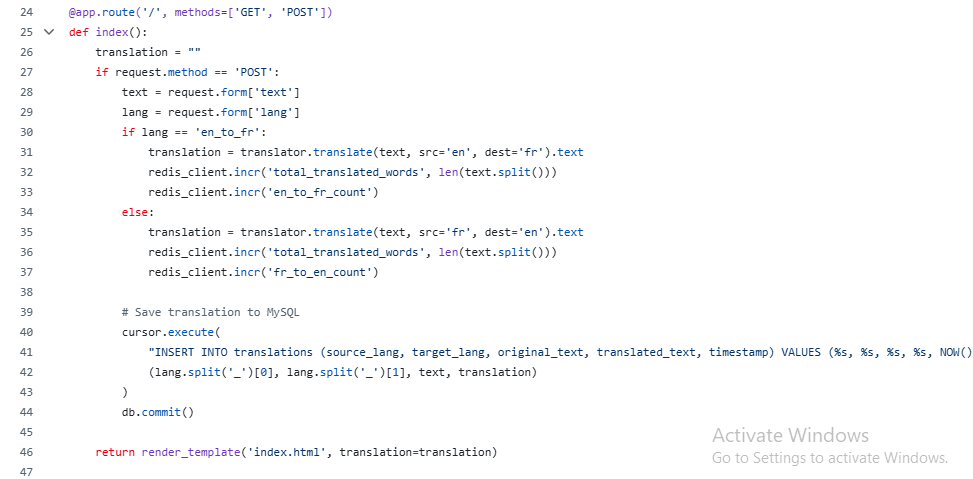 24 @app.route('/', methods=['GET', 'POST'])
25 def index():
26     translation = ""
27     if request.method == 'POST':
28         text = request.form['text']
29         lang = request.form['lang']
30         if lang == 'en_to_fr':
31             translation = translator.translate(text, src='en', dest='fr').text
32             redis_client.incr('total_translated_words', len(text.split()))
33             redis_client.incr('en_to_fr_count')
34         else:
35             translation = translator.translate(text, src='fr', dest='en').text
36             redis_client.incr('total_translated_words', len(text.split()))
37             redis_client.incr('fr_to_en_count')
38
39         # Save translation to MySQL
40         cursor.execute(
41             "INSERT INTO translations (source_lang, target_lang, original_text, translated_text, timestamp) VALUES (%s, %s, %s, %s, NOW()
42             (lang.split('_')[0], lang.split('_')[1], text, translation)
43         )
44         db.commit()
45
46     return render_template('index.html', translation=translation)
47
Activate Windows
Go to Settings to activate Windows.